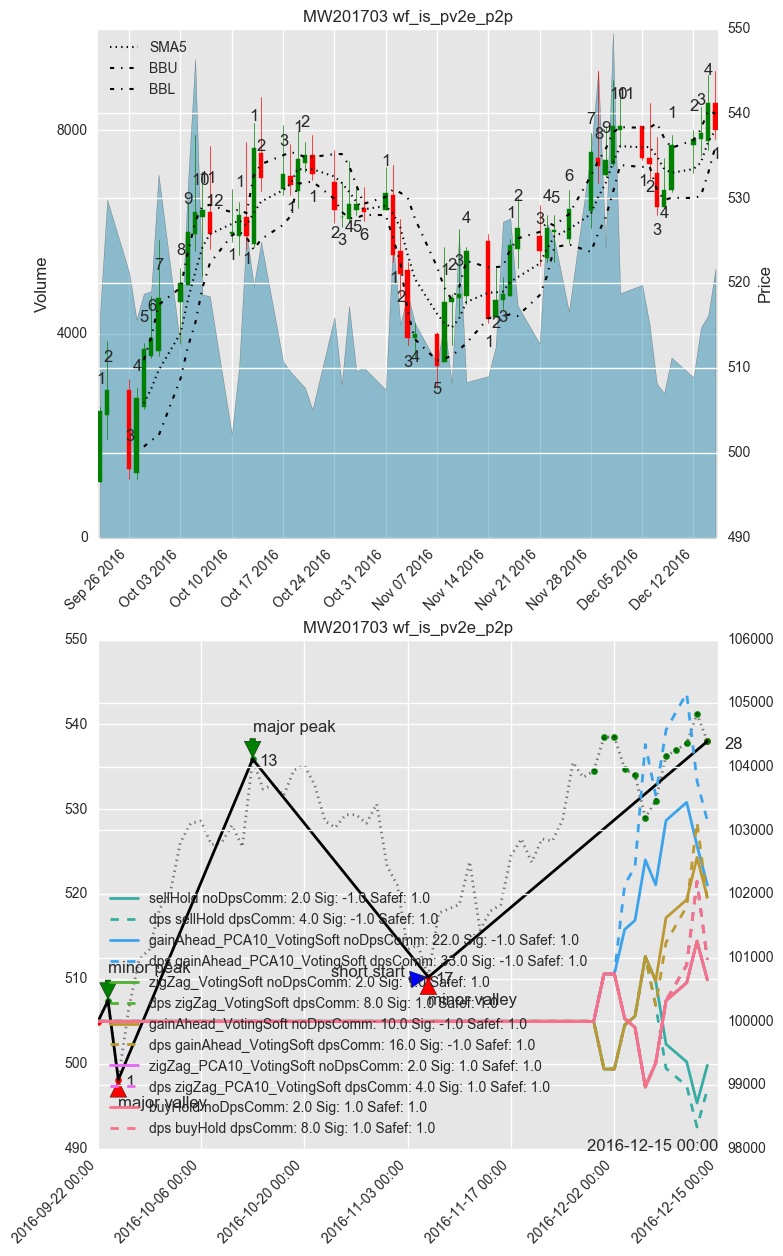 MW201703 wf_is_pv2e_p2p
SMA5
BBU
BBL
Volume
8000
4000
0
Price
550
540
530
520
510
500
490
Sep 26 2016
Oct 03 2016
Oct 10 2016
Oct 17 2016
Oct 24 2016
Oct 31 2016
Nov 07 2016
Nov 14 2016
Nov 21 2016
Nov 28 2016
Dec 05 2016
Dec 12 2016
MW201703 wf_is_pv2e_p2p
550
540
530
520
510
500
490
106000
105000
104000
103000
102000
101000
100000
99000
98000
major peak
13
28
minor peak
short start
17
minor valley
1
major valley
sellHold noDpsComm: 2.0 Sig: -1.0 Safef: 1.0
dps sellHold dpsComm: 4.0 Sig: -1.0 Safef: 1.0
gainAhead_PCA10_VotingSoft noDpsComm: 22.0 Sig: -1.0 Safef: 1.0
dps gainAhead_PCA10_VotingSoft dpsComm: 33.0 Sig: -1.0 Safef: 1.0
zigZag_VotingSoft noDpsComm: 2.0 Sig: 1.0 Safef: 1.0
dps zigZag_VotingSoft dpsComm: 8.0 Sig: 1.0 Safef: 1.0
gainAhead_VotingSoft noDpsComm: 10.0 Sig: -1.0 Safef: 1.0
dps gainAhead_VotingSoft dpsComm: 16.0 Sig: -1.0 Safef: 1.0
zigZag_PCA10_VotingSoft noDpsComm: 2.0 Sig: 1.0 Safef: 1.0
dps zigZag_PCA10_VotingSoft dpsComm: 4.0 Sig: 1.0 Safef: 1.0
buyHold noDpsComm: 2.0 Sig: 1.0 Safef: 1.0
dps buyHold dpsComm: 8.0 Sig: 1.0 Safef: 1.0
2016-12-15 00:00
2016-09-22 00:00
2016-10-06 00:00
2016-10-20 00:00
2016-11-03 00:00
2016-11-17 00:00
2016-12-02 00:00
2016-12-15 00:00